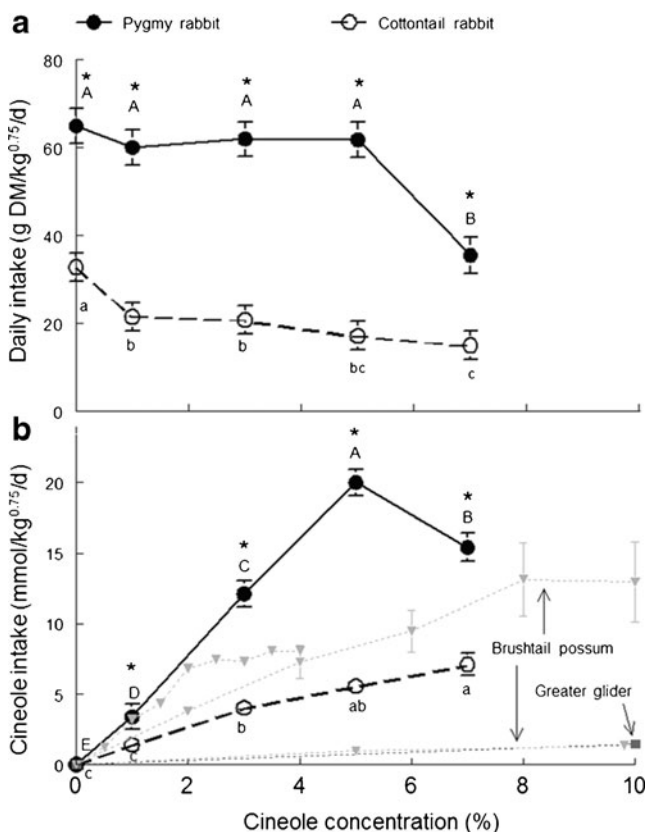 a
Pygmy rabbit
Cottontail rabbit
Daily intake (g DM/kg^0.75/d)
80
60
40
20
0
* * * * *
A A A A B
a b b bc c
b
Cineole intake (mmol/kg^0.75/d)
20
15
10
5
0
* * * *
E D C A B
c c b ab a
Brushtail possum
Greater glider
0 2 4 6 8 10
Cineole concentration (%)